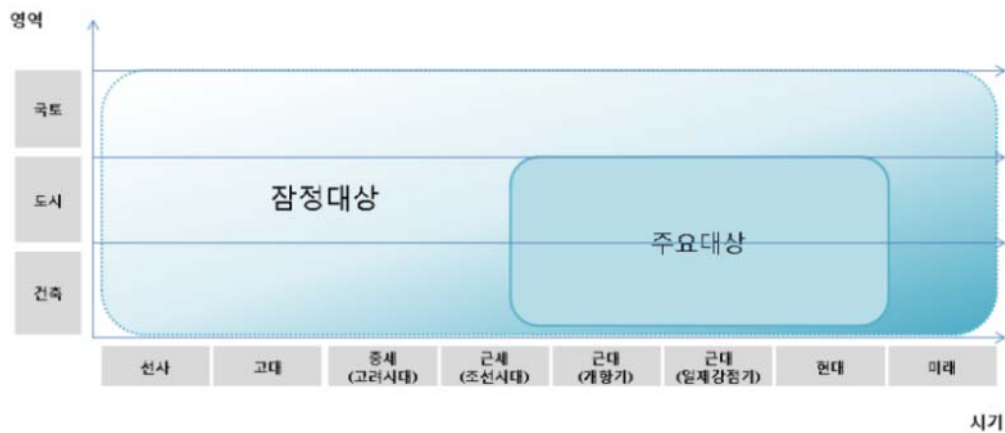 영역
국토
도시
건축
잠정대상
주요대상
선사
고대
중세
(고려시대)
근세
(조선시대)
근대
(개항기)
근대
(일제강점기)
현대
미래
시기